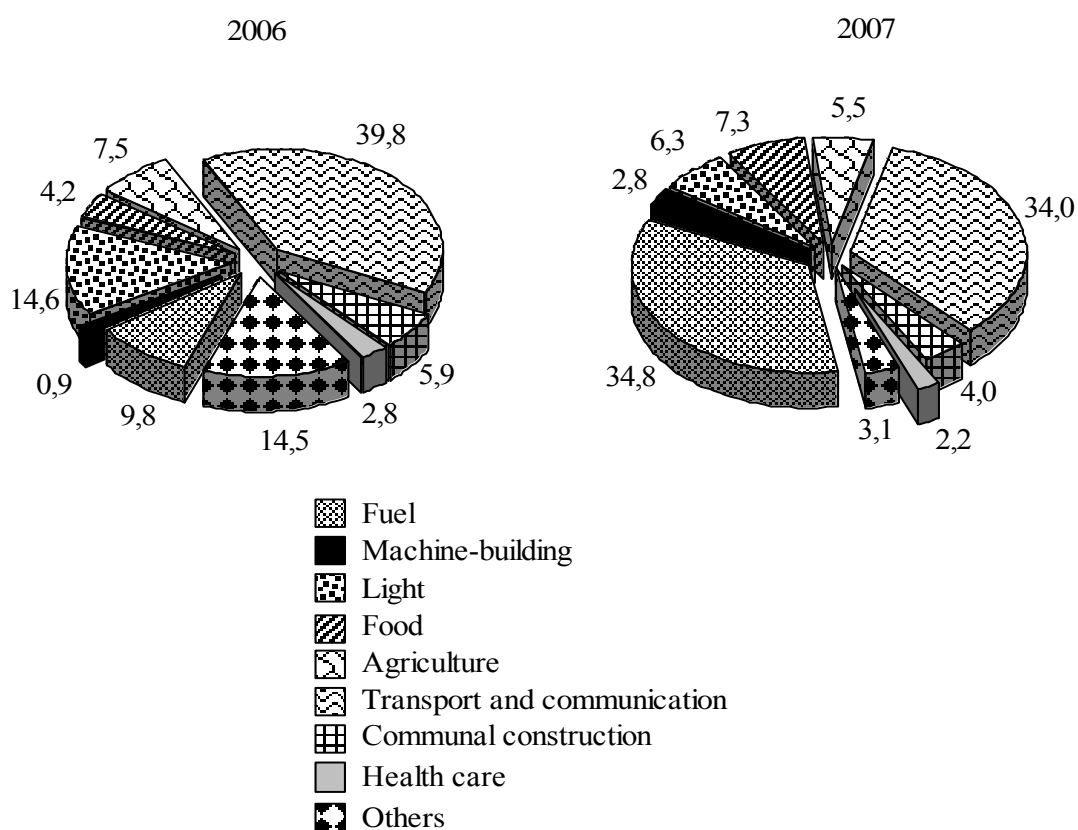 2006
2007
39,8
7,5
4,2
14,6
0,9
9,8
14,5
2,8
5,9
5,5
7,3
6,3
2,8
34,0
34,8
3,1
2,2
4,0
Fuel
Machine-building
Light
Food
Agriculture
Transport and communication
Communal construction
Health care
Others